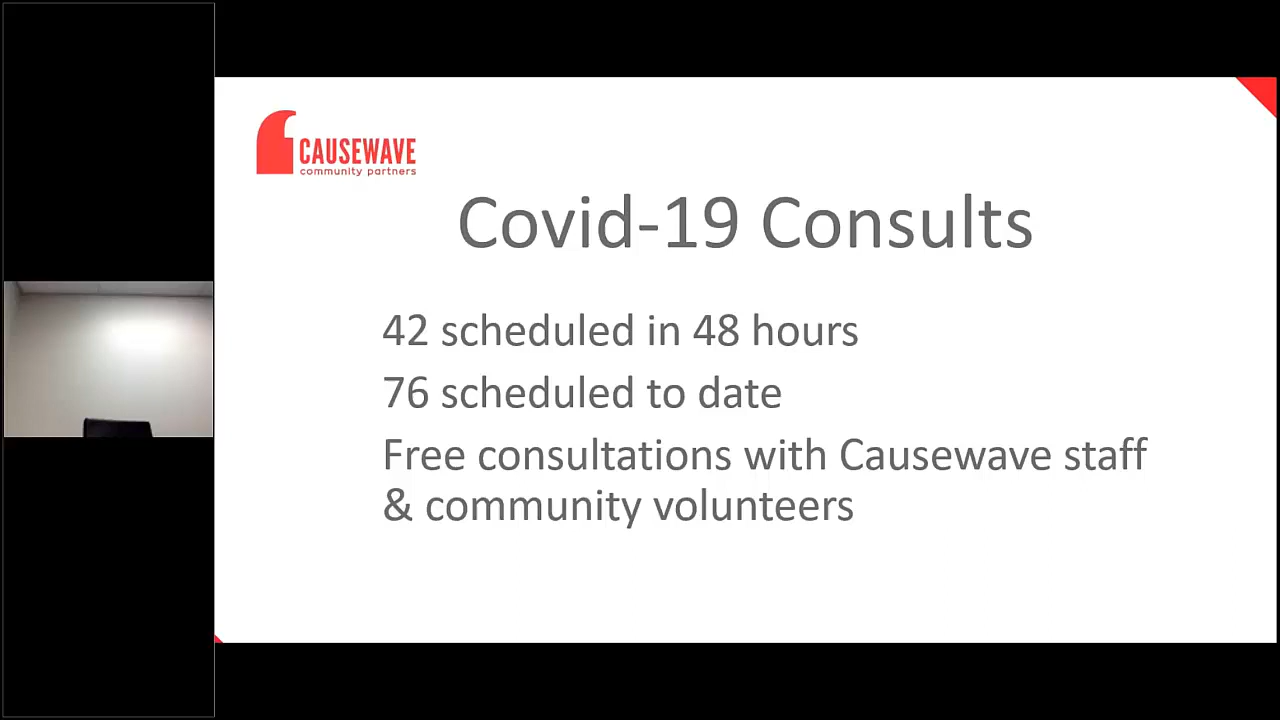 CAUSEWAVE
community partners
Covid-19 Consults
42 scheduled in 48 hours
76 scheduled to date
Free consultations with Causewave staff
& community volunteers